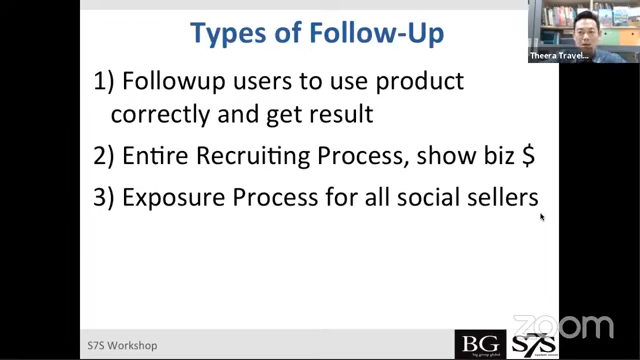 Types of Follow-Up
Theera Travel...
1) Followup users to use product
correctly and get result
2) Entire Recruiting Process, show biz $
3) Exposure Process for all social sellers
zoom
S7S Workshop
BG
S7S